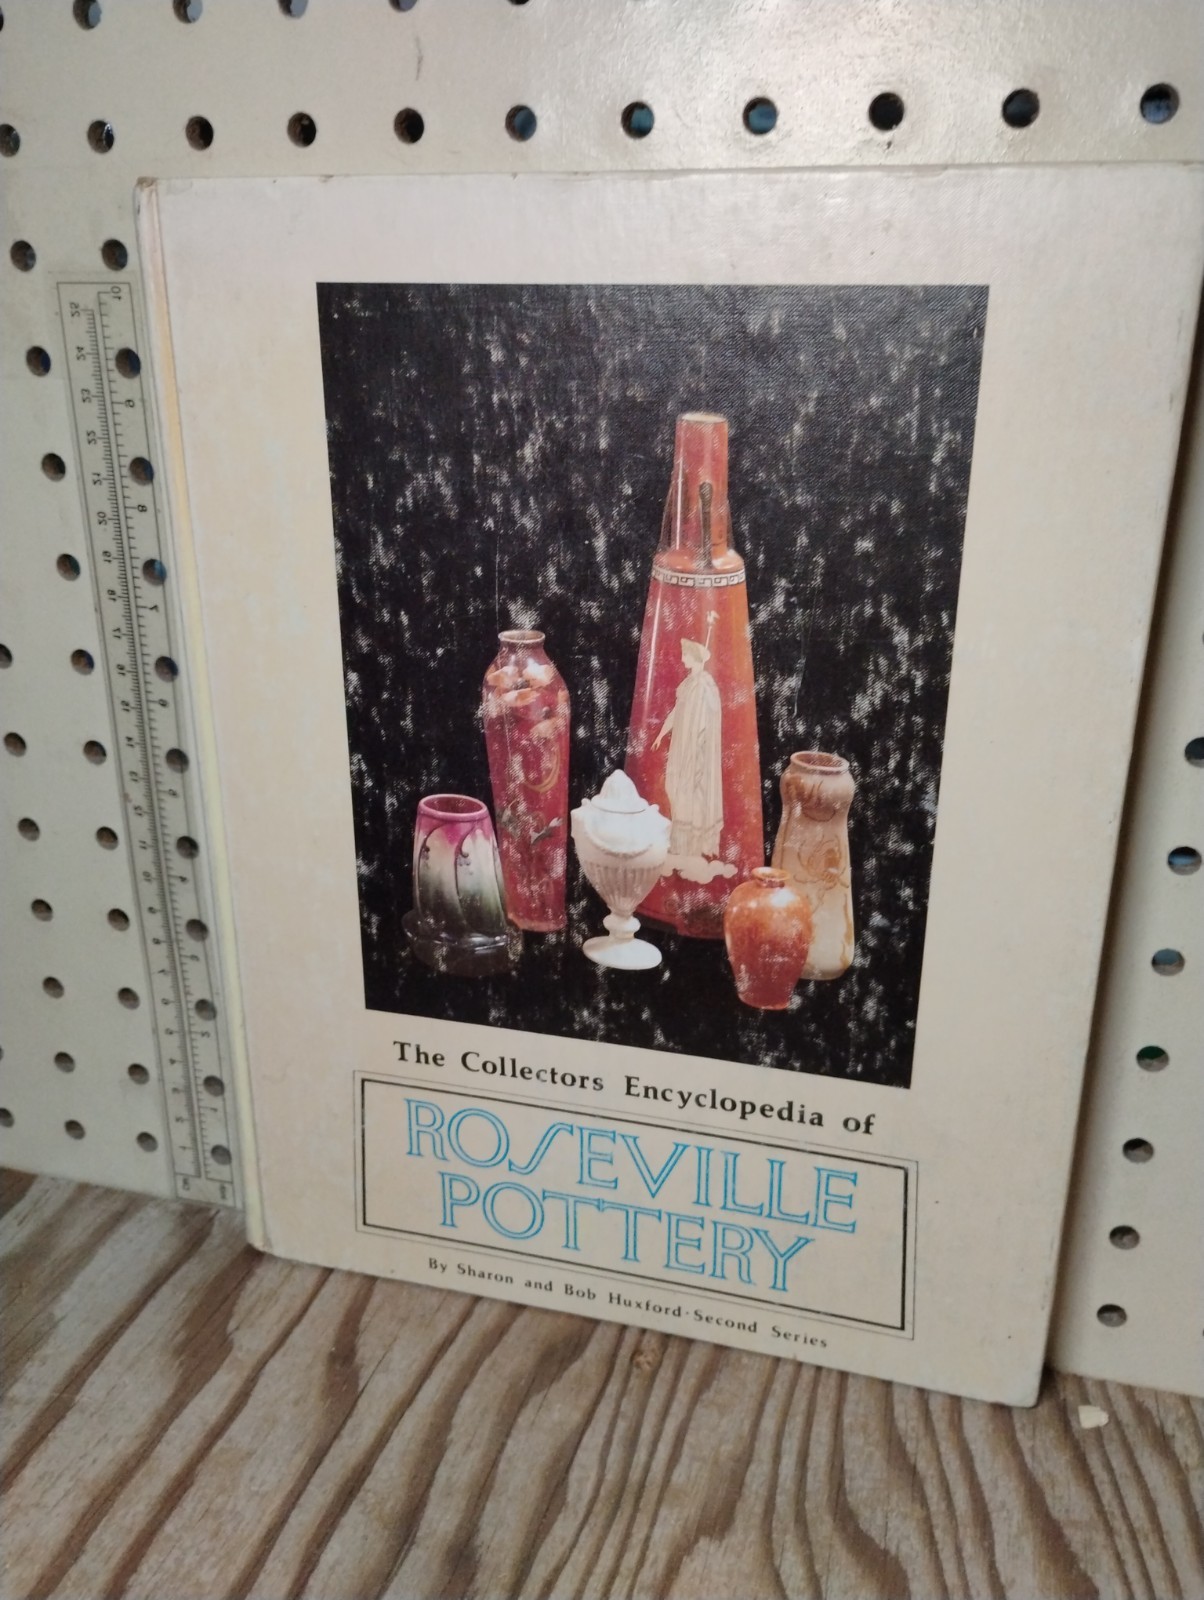 The Collectors Encyclopedia of
ROSEVILLE
POTTERY
By Sharon and Bob Huxford · Second Series